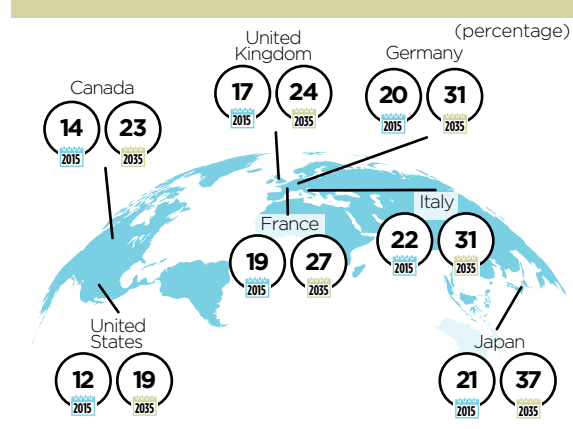 (percentage)
United
Kingdom
17 24
2015 2035
Germany
20 31
2015 2035
Canada
14 23
2015 2035
Italy
22 31
2015 2035
France
19 27
2015 2035
United
States
12 19
2015 2035
Japan
21 37
2015 2035